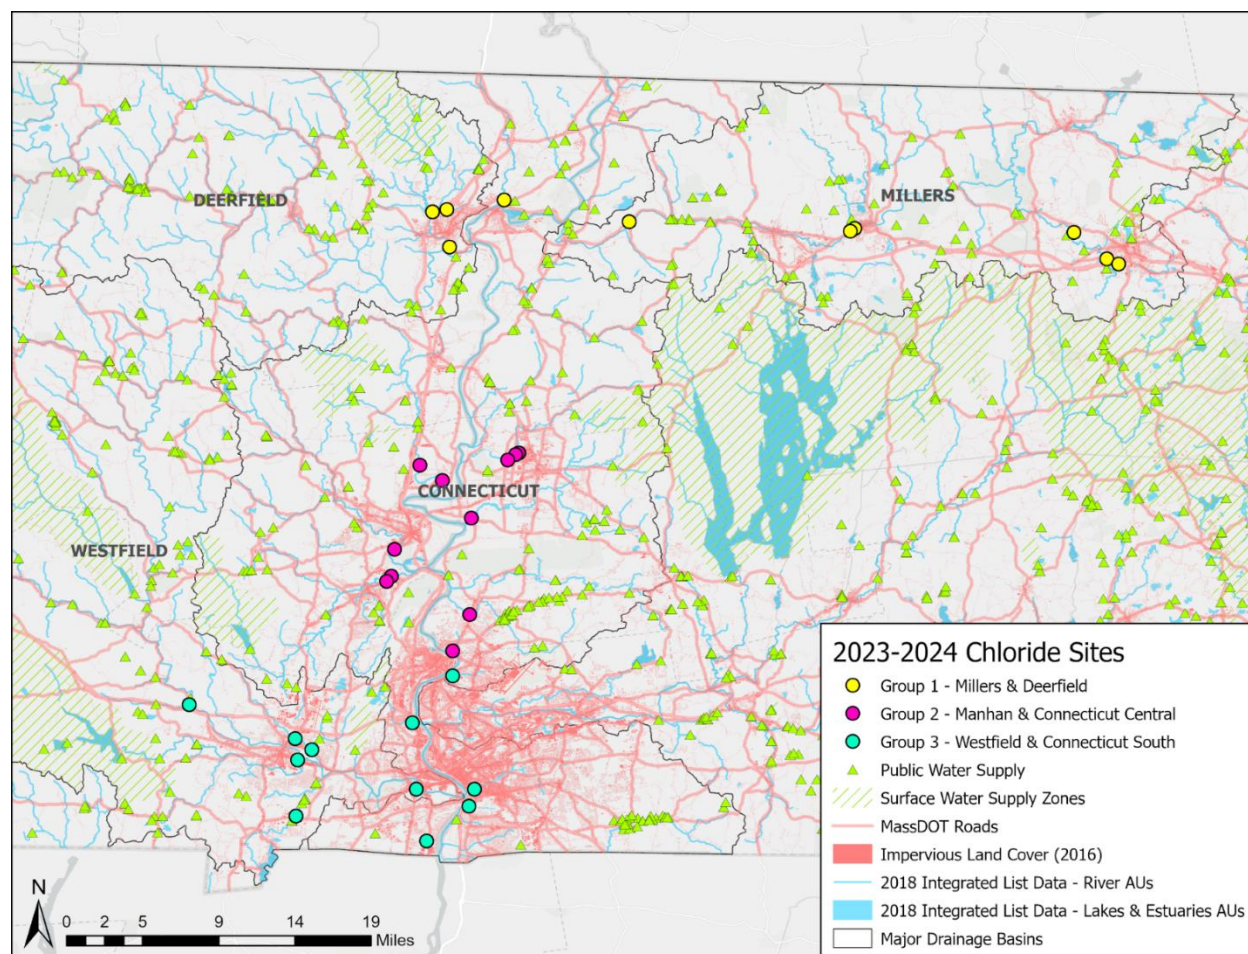 DEERFIELD
MILLERS
CONNECTICUT
WESTFIELD
2023-2024 Chloride Sites
Group 1 - Millers & Deerfield
Group 2 - Manhan & Connecticut Central
Group 3 - Westfield & Connecticut South
Public Water Supply
Surface Water Supply Zones
MassDOT Roads
Impervious Land Cover (2016)
2018 Integrated List Data - River AUs
2018 Integrated List Data - Lakes & Estuaries AUs
Major Drainage Basins
N
0 2 5 9 14 19
Miles